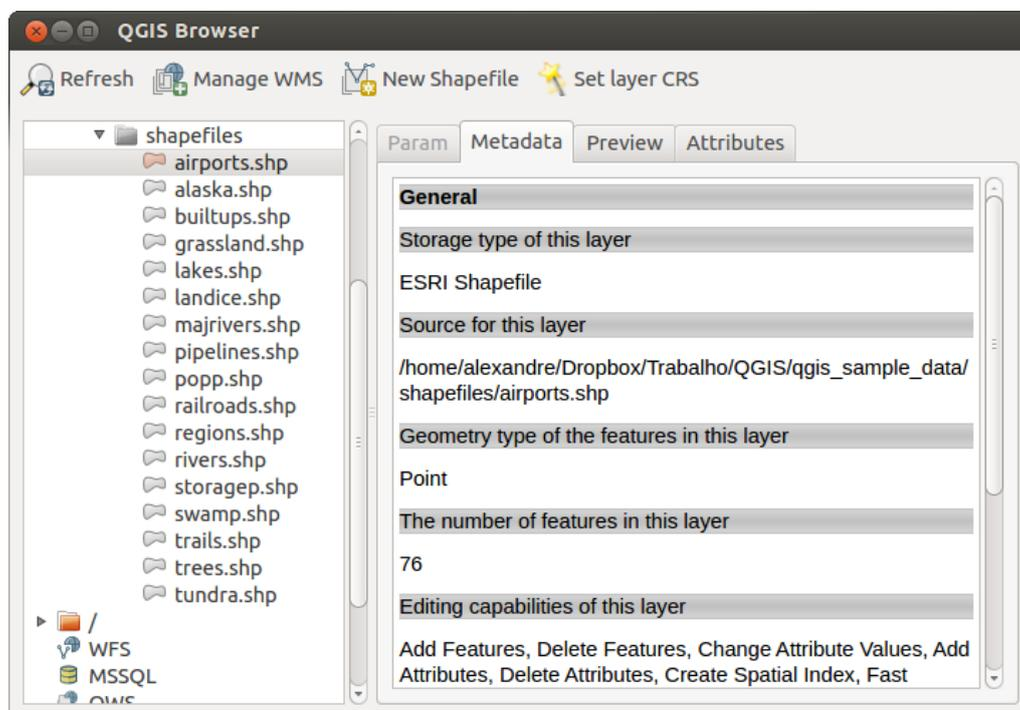 QGIS Browser
Refresh Manage WMS New Shapefile Set layer CRS
shapefiles
airports.shp
alaska.shp
builtups.shp
grassland.shp
lakes.shp
landice.shp
majrivers.shp
pipelines.shp
popp.shp
railroads.shp
regions.shp
rivers.shp
storagep.shp
swamp.shp
trails.shp
trees.shp
tundra.shp
/
WFS
MSSQL
OWS
Param Metadata Preview Attributes
General
Storage type of this layer
ESRI Shapefile
Source for this layer
/home/alexandre/Dropbox/Trabalho/QGIS/qgis_sample_data/
shapefiles/airports.shp
Geometry type of the features in this layer
Point
The number of features in this layer
76
Editing capabilities of this layer
Add Features, Delete Features, Change Attribute Values, Add
Attributes, Delete Attributes, Create Spatial Index, Fast